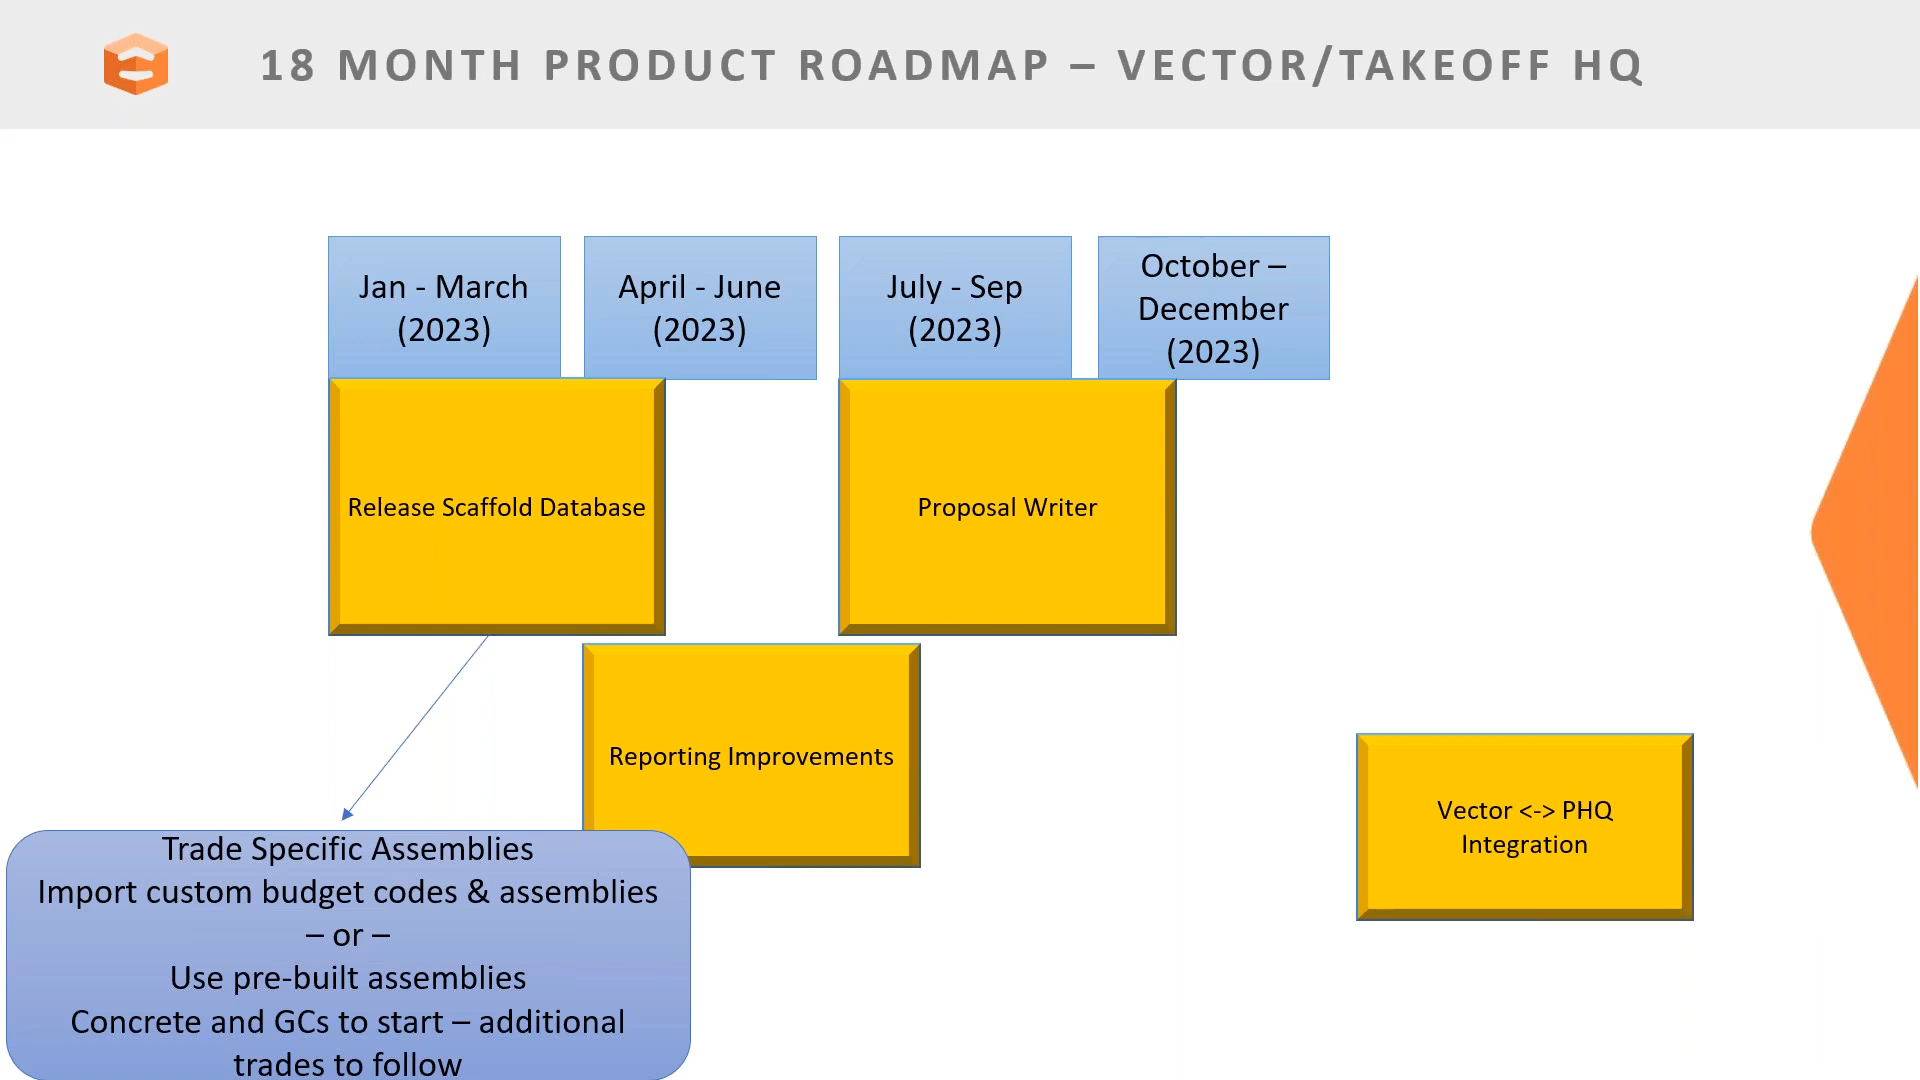 18 MONTH PRODUCT ROADMAP – VECTOR/TAKEOFF HQ
Jan - March
(2023)
April - June
(2023)
July - Sep
(2023)
October –
December
(2023)
Release Scaffold Database
Proposal Writer
Reporting Improvements
Vector <-> PHQ
Integration
Trade Specific Assemblies
Import custom budget codes & assemblies
– or –
Use pre-built assemblies
Concrete and GCs to start – additional
trades to follow